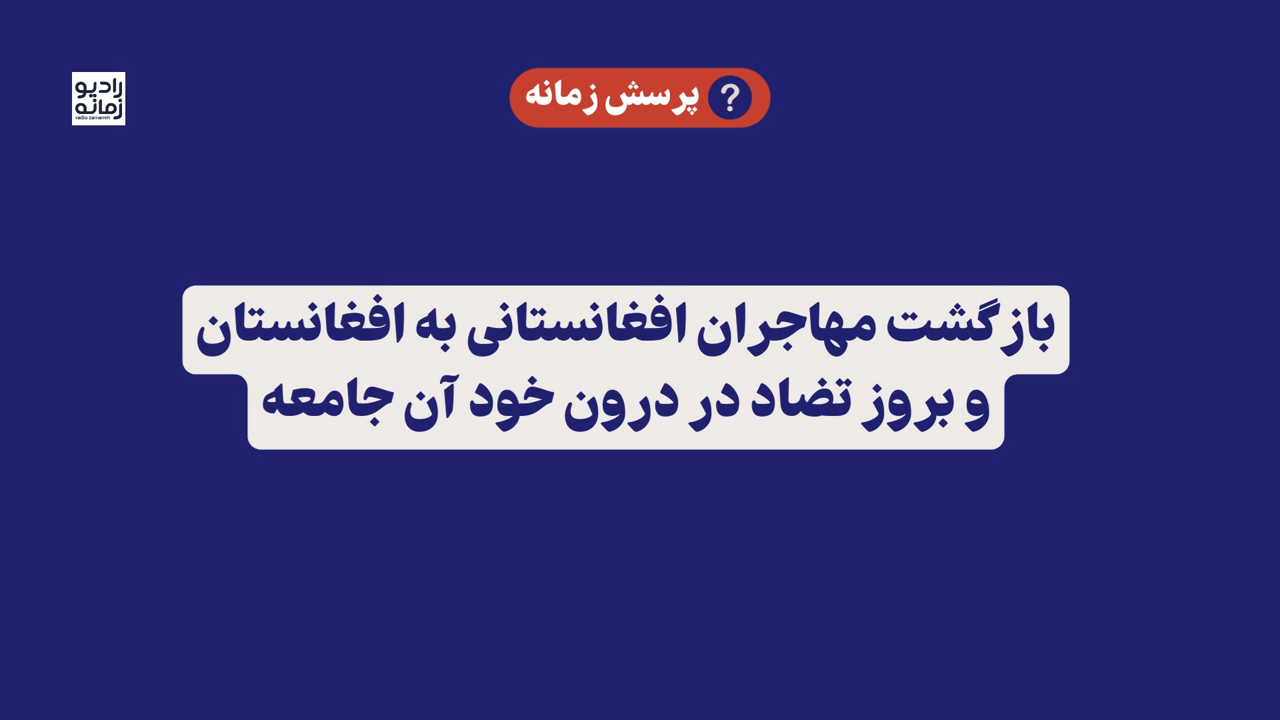 رادیو
زمانه
radio zamaneh
پرسش زمانه ?
بازگشت مهاجران افغانستانی به افغانستان
و بروز تضاد در درون خود آن جامعه